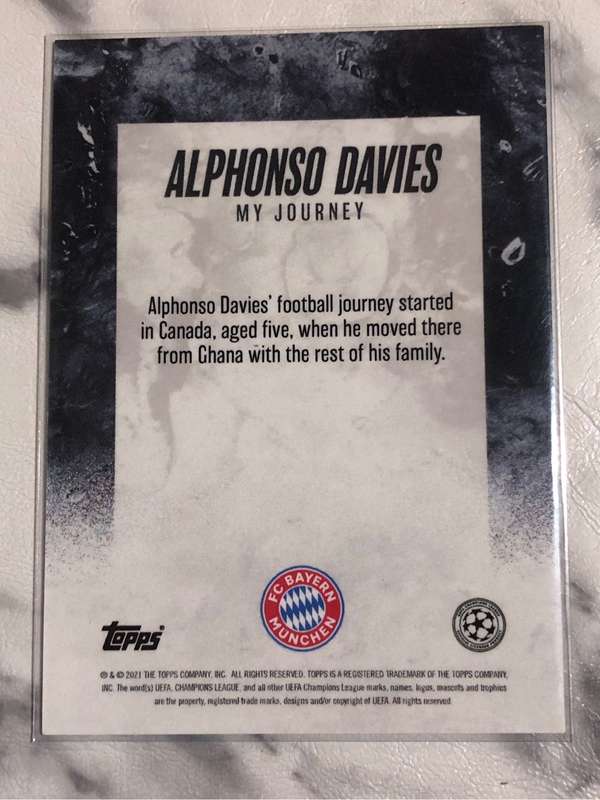 ALPHONSO DAVIES
MY JOURNEY
Alphonso Davies' football journey started
in Canada, aged five, when he moved there
from Ghana with the rest of his family.
FC BAYERN
MÜNCHEN
Topps®
® & © 2021 THE TOPPS COMPANY, INC. ALL RIGHTS RESERVED. TOPPS IS A REGISTERED TRADEMARK OF THE TOPPS COMPANY,
INC. The word(s) UEFA, CHAMPIONS LEAGUE, and all other UEFA Champions League marks, names, logos, mascots and trophies
are the property, registered trade marks, designs and/or copyright of UEFA. All rights reserved.